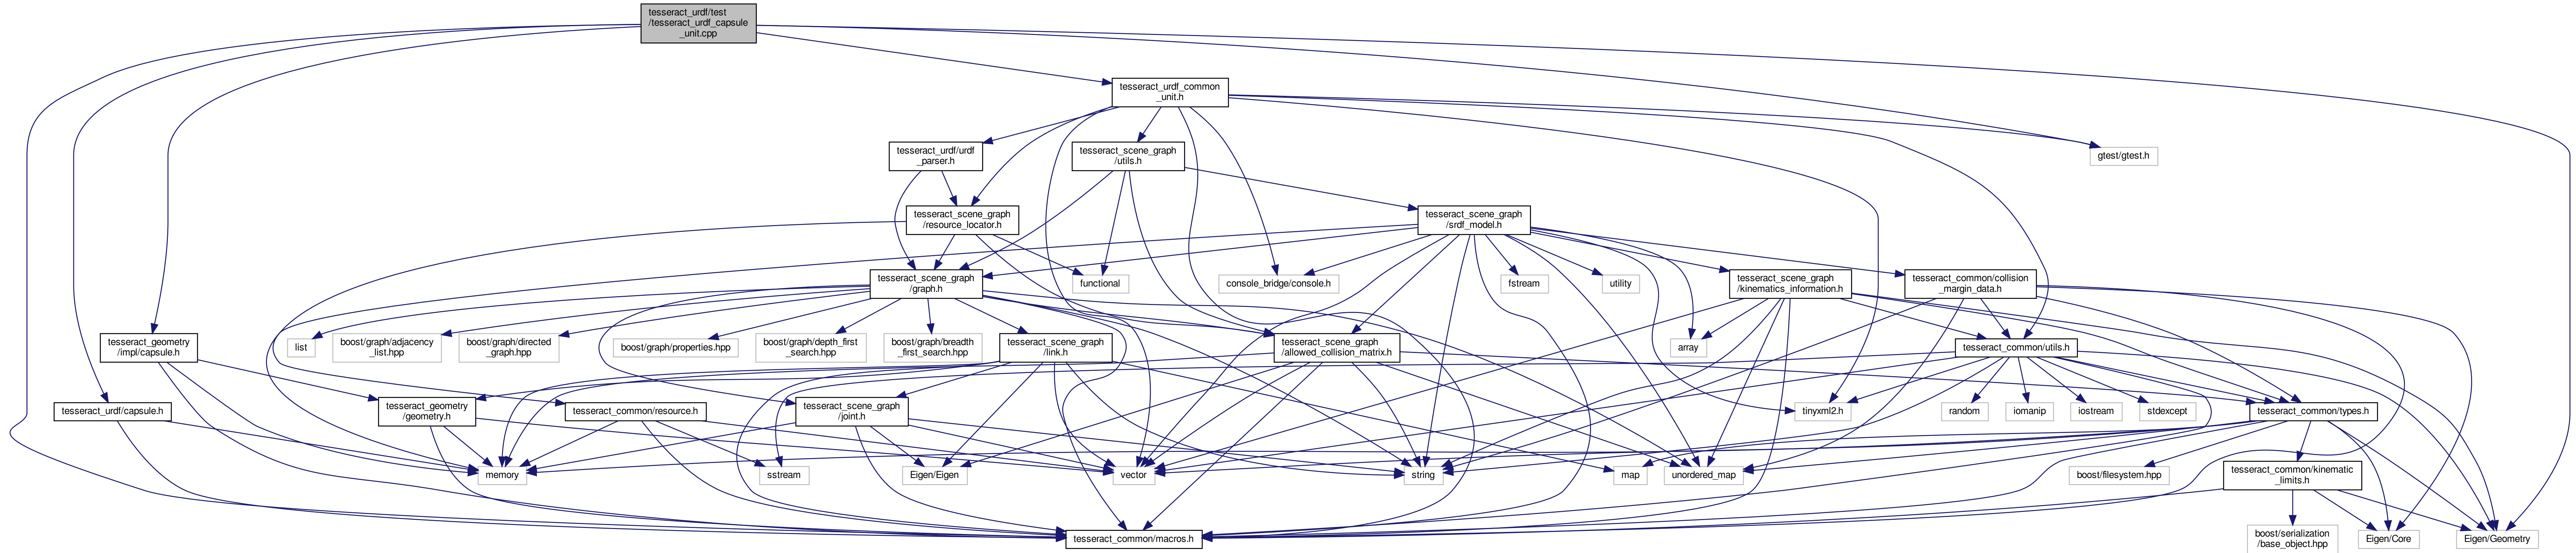 tesseract_urdf/test
/tesseract_urdf_capsule
_unit.cpp
tesseract_urdf_common
_unit.h
tesseract_urdf/urdf
_parser.h
tesseract_scene_graph
/utils.h
gtest/gtest.h
tesseract_scene_graph
/resource_locator.h
tesseract_scene_graph
/srdf_model.h
tesseract_scene_graph
/graph.h
functional
console_bridge/console.h
fstream
utility
tesseract_scene_graph
/kinematics_information.h
tesseract_common/collision
_margin_data.h
tesseract_geometry
/impl/capsule.h
list
boost/graph/adjacency
_list.hpp
boost/graph/directed
_graph.hpp
boost/graph/properties.hpp
boost/graph/depth_first
_search.hpp
boost/graph/breadth
_first_search.hpp
tesseract_scene_graph
/link.h
tesseract_scene_graph
/allowed_collision_matrix.h
array
tesseract_common/utils.h
tesseract_urdf/capsule.h
tesseract_geometry
/geometry.h
tesseract_common/resource.h
tesseract_scene_graph
/joint.h
tinyxml2.h
random
iomanip
iostream
stdexcept
tesseract_common/types.h
memory
sstream
Eigen/Eigen
vector
string
map
unordered_map
boost/filesystem.hpp
tesseract_common/kinematic
_limits.h
tesseract_common/macros.h
boost/serialization
/base_object.hpp
Eigen/Core
Eigen/Geometry